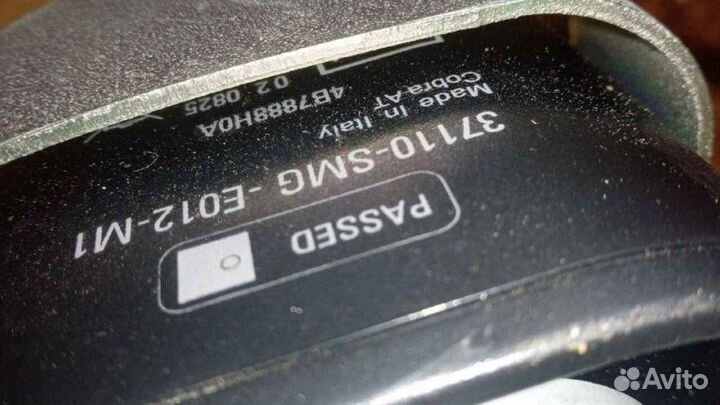 PASSED
37110-SMG -E012-M1
Made In Italy
Cobra-AT
4B7888H0A
02 0825
Avito